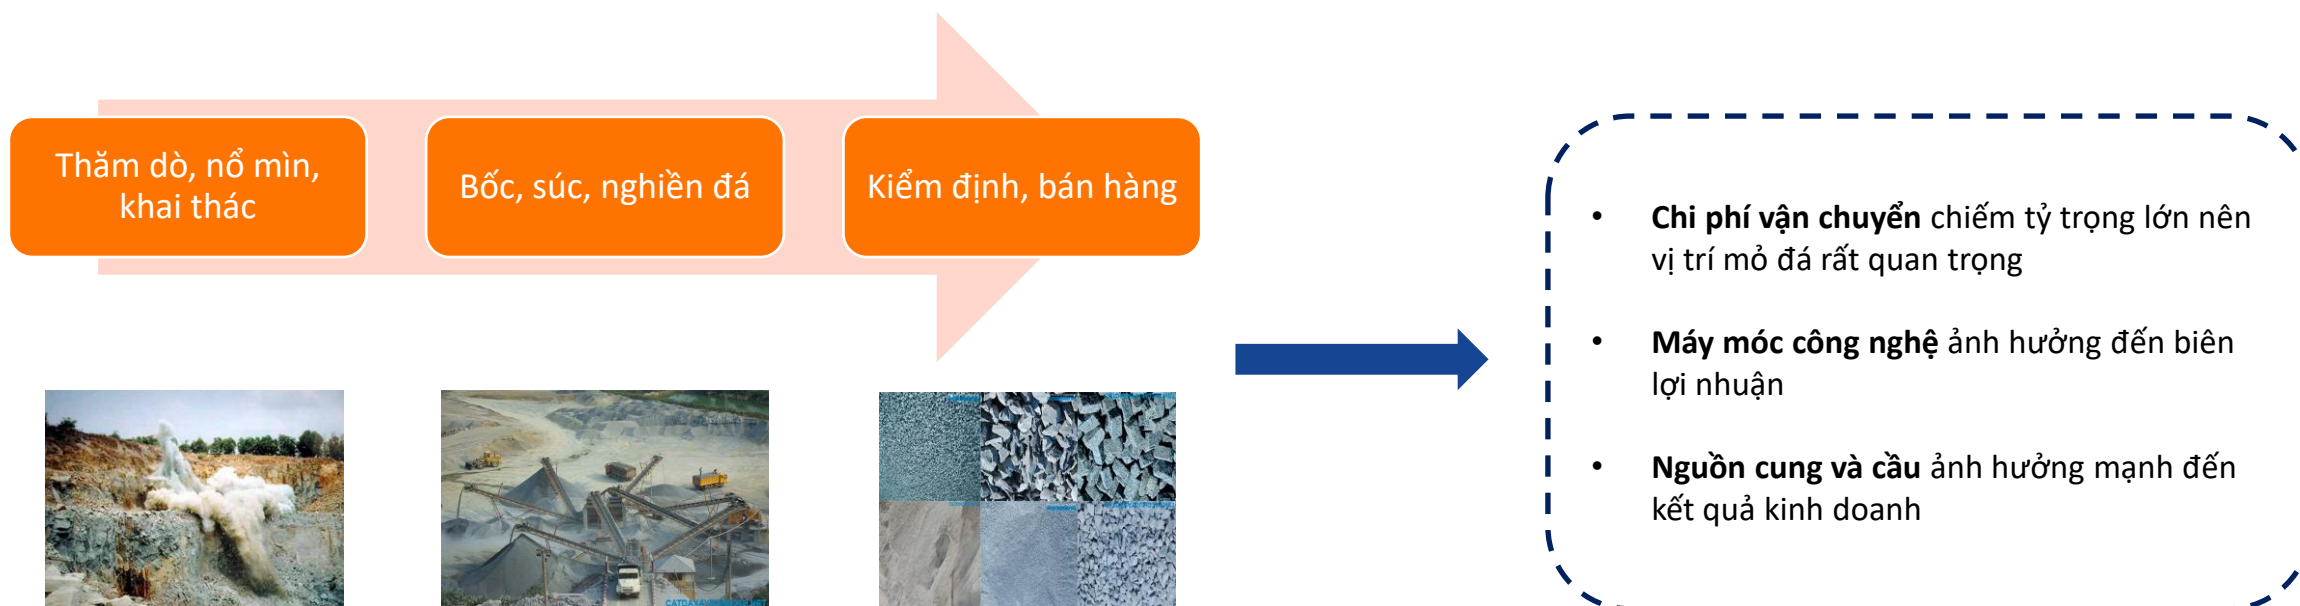 Thăm dò, nổ mìn,
khai thác
Bốc, súc, nghiền đá
Kiểm định, bán hàng
• Chi phí vận chuyển chiếm tỷ trọng lớn nên
vị trí mỏ đá rất quan trọng
• Máy móc công nghệ ảnh hưởng đến biên
lợi nhuận
• Nguồn cung và cầu ảnh hưởng mạnh đến
kết quả kinh doanh